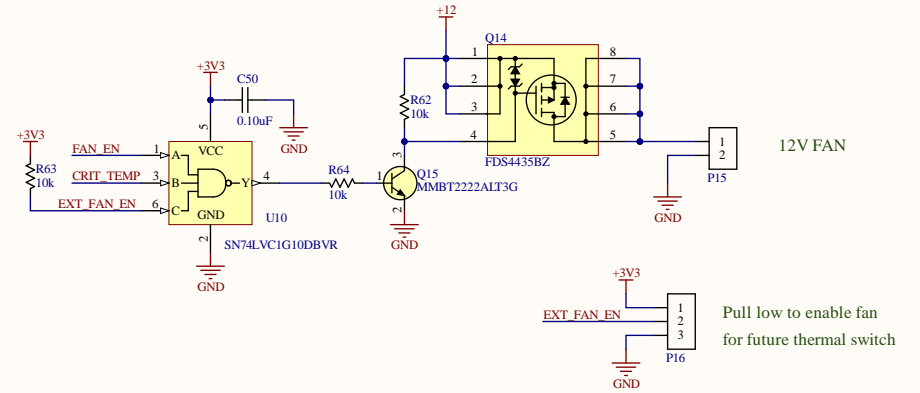 +12
Q14
+3V3
C50
0.10uF
GND
1
2
3
4
8
7
6
5
R62
10k
FDS4435BZ
1
2
P15
12V FAN
GND
+3V3
R63
10k
FAN_EN
1
A
5
VCC
CRIT_TEMP
3
B
Y
4
EXT_FAN_EN
6
C
GND
2
U10
SN74LVC1G10DBVR
GND
R64
10k
3
1
Q15
MMBT2222ALT3G
2
GND
+3V3
EXT_FAN_EN
1
2
3
P16
GND
Pull low to enable fan
for future thermal switch